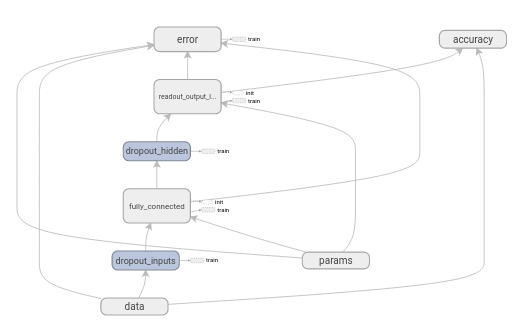 error
train
accuracy
readout_output_l...
init
train
dropout_hidden
train
fully_connected
init
train
dropout_inputs
train
params
data